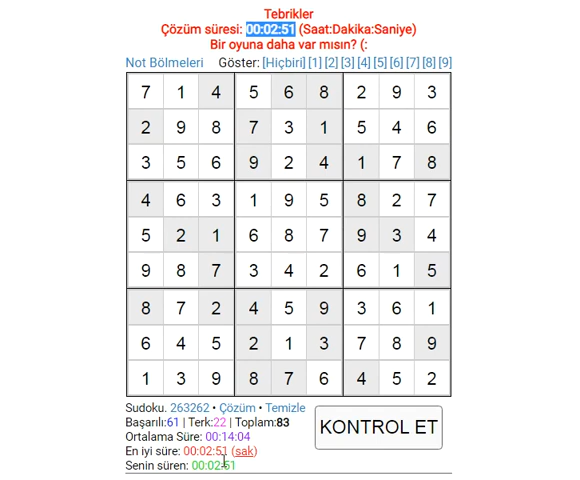 Tebrikler
Çözüm süresi: 00:02:51 (Saat:Dakika:Saniye)
Bir oyuna daha var mısın? (:
Not Bölmeleri Göster: [Hiçbiri] [1] [2] [3] [4] [5] [6] [7] [8] [9]
7 1 4 5 6 8 2 9 3
2 9 8 7 3 1 5 4 6
3 5 6 9 2 4 1 7 8
4 6 3 1 9 5 8 2 7
5 2 1 6 8 7 9 3 4
9 8 7 3 4 2 6 1 5
8 7 2 4 5 9 3 6 1
6 4 5 2 1 3 7 8 9
1 3 9 8 7 6 4 5 2
Sudoku. 263262 • Çözüm • Temizle
Başarılı:61 | Terk:22 | Toplam:83
Ortalama Süre: 00:14:04
En iyi süre: 00:02:51 (sak)
Senin süren: 00:02:51
KONTROL ET